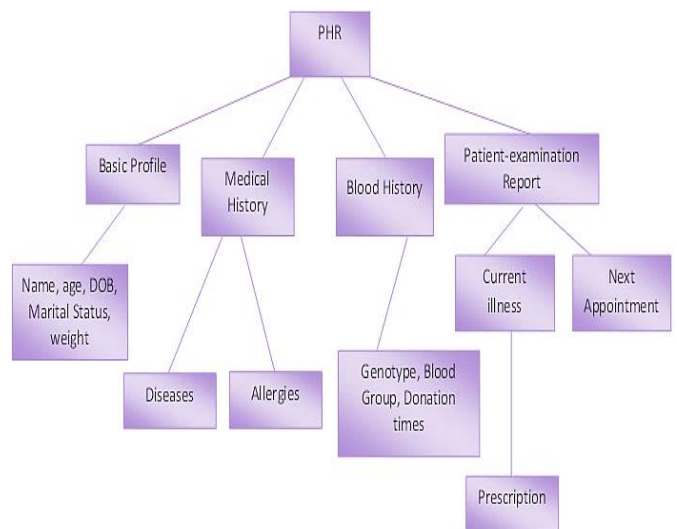 PHR
Basic Profile
Medical
History
Blood History
Patient-examination
Report
Name, age, DOB,
Marital Status,
weight
Current
illness
Next
Appointment
Diseases
Allergies
Genotype, Blood
Group, Donation
times
Prescription